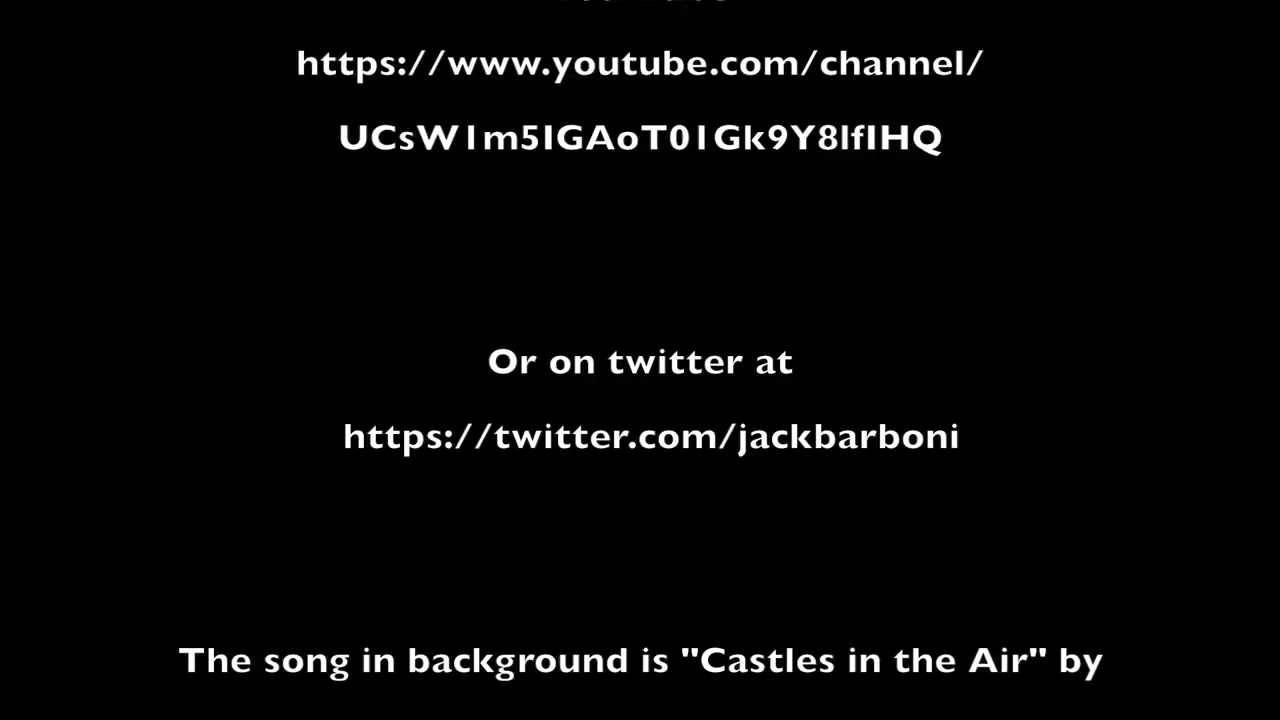 https://www.youtube.com/channel/
UCsW1m5IGAoT01Gk9Y8lfIHQ
Or on twitter at
https://twitter.com/jackbarboni
The song in background is "Castles in the Air" by